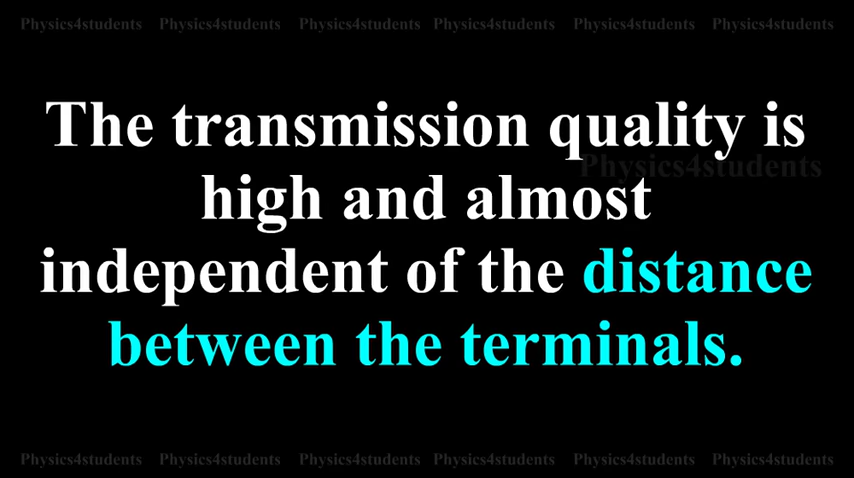 Physics4students Physics4students Physics4students Physics4students Physics4students Physics4students
The transmission quality is
Physics4students
high and almost
independent of the distance
between the terminals.
Physics4students Physics4students Physics4students Physics4students Physics4students Physics4students